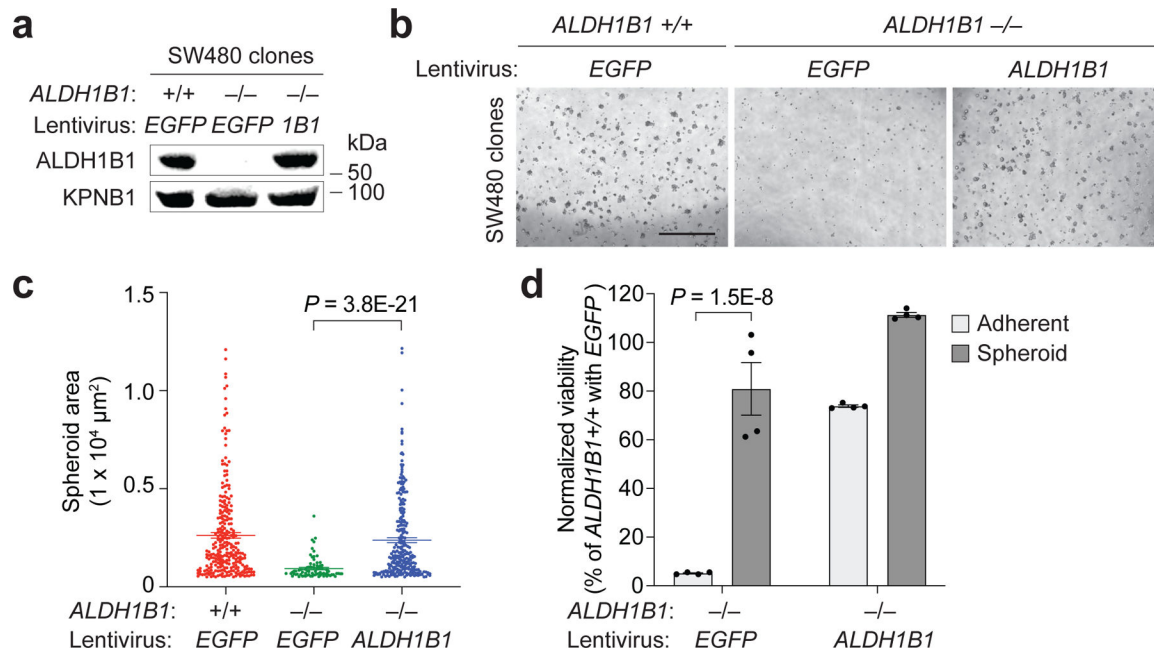 a
SW480 clones
ALDH1B1: +/+ –/– –/–
Lentivirus: EGFP EGFP 1B1
kDa
ALDH1B1
– 50
– 100
KPNB1
b
ALDH1B1 +/+ ALDH1B1 –/–
Lentivirus: EGFP EGFP ALDH1B1
SW480 clones
c
P = 3.8E-21
Spheroid area
(1 x 10⁴ µm²)
1.5
1.0
0.5
0
ALDH1B1: +/+ –/– –/–
Lentivirus: EGFP EGFP ALDH1B1
d
P = 1.5E-8
Normalized viability
(% of ALDH1B1+/+ with EGFP )
120
100
80
60
40
20
0
Adherent
Spheroid
ALDH1B1: –/– –/–
Lentivirus: EGFP ALDH1B1